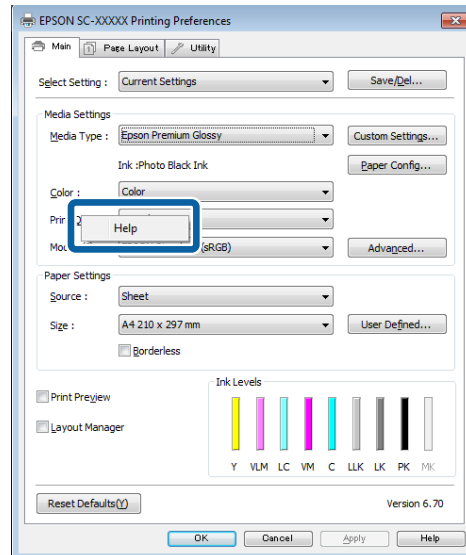 EPSON SC-XXXXX Printing Preferences
Main Page Layout Utility
Select Setting : Current Settings Save/Del...
Media Settings
Media Type : Epson Premium Glossy Custom Settings...
Ink :Photo Black Ink Paper Config...
Color : Color
Help
(sRGB) Advanced...
Paper Settings
Source : Sheet
Size : A4 210 x 297 mm User Defined...
Borderless
Ink Levels
Print Preview
Layout Manager
Y VLM LC VM C LLK LK PK MK
Reset Defaults(Y) Version 6.70
OK Cancel Apply Help